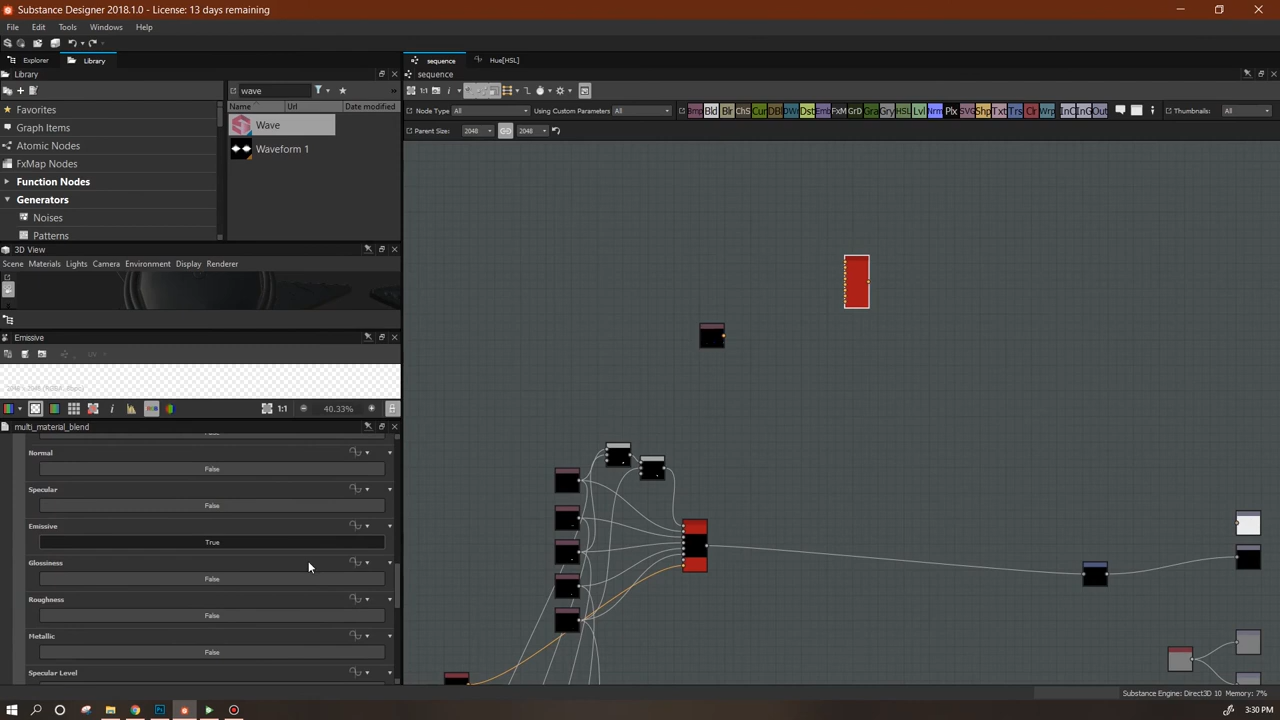 Substance Designer 2018.1.0 - License: 13 days remaining
File Edit Tools Windows Help
Explorer Library
sequence Hue[HSL]
Library
sequence
wave
Node Type All Using Custom Parameters All
Thumbnails: All
Name Url Date modified
Favorites
Graph Items
Atomic Nodes
FxMap Nodes
Function Nodes
Generators
Noises
Patterns
Wave
Waveform 1
Parent Size: 2048 2048
3D View
Scene Materials Lights Camera Environment Display Renderer
Emissive
UV
1:1 40.33%
multi_material_blend
Normal
False
Specular
False
Emissive
True
Glossiness
False
Roughness
False
Metallic
False
Specular Level
Substance Engine: Direct3D 10 Memory: 7%
3:30 PM